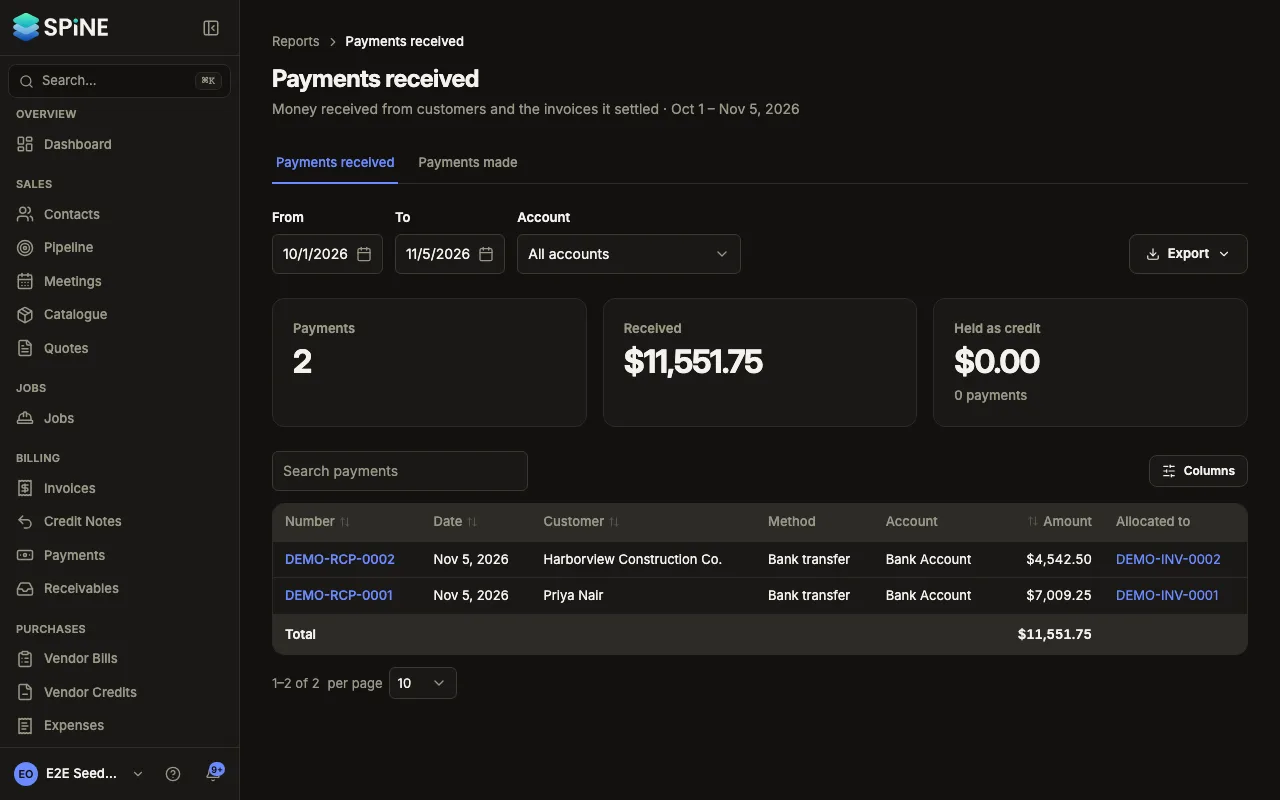 SPiNE
Search... ⌘K
OVERVIEW
Dashboard
SALES
Contacts
Pipeline
Meetings
Catalogue
Quotes
JOBS
Jobs
BILLING
Invoices
Credit Notes
Payments
Receivables
PURCHASES
Vendor Bills
Vendor Credits
Expenses
EO E2E Seed... 9+
Reports > Payments received
Payments received
Money received from customers and the invoices it settled · Oct 1 – Nov 5, 2026
Payments received Payments made
From To Account
10/1/2026 11/5/2026 All accounts Export
Payments Received Held as credit
2 $11,551.75 $0.00
0 payments
Search payments Columns
Number Date Customer Method Account Amount Allocated to
DEMO-RCP-0002 Nov 5, 2026 Harborview Construction Co. Bank transfer Bank Account $4,542.50 DEMO-INV-0002
DEMO-RCP-0001 Nov 5, 2026 Priya Nair Bank transfer Bank Account $7,009.25 DEMO-INV-0001
Total $11,551.75
1–2 of 2 per page 10